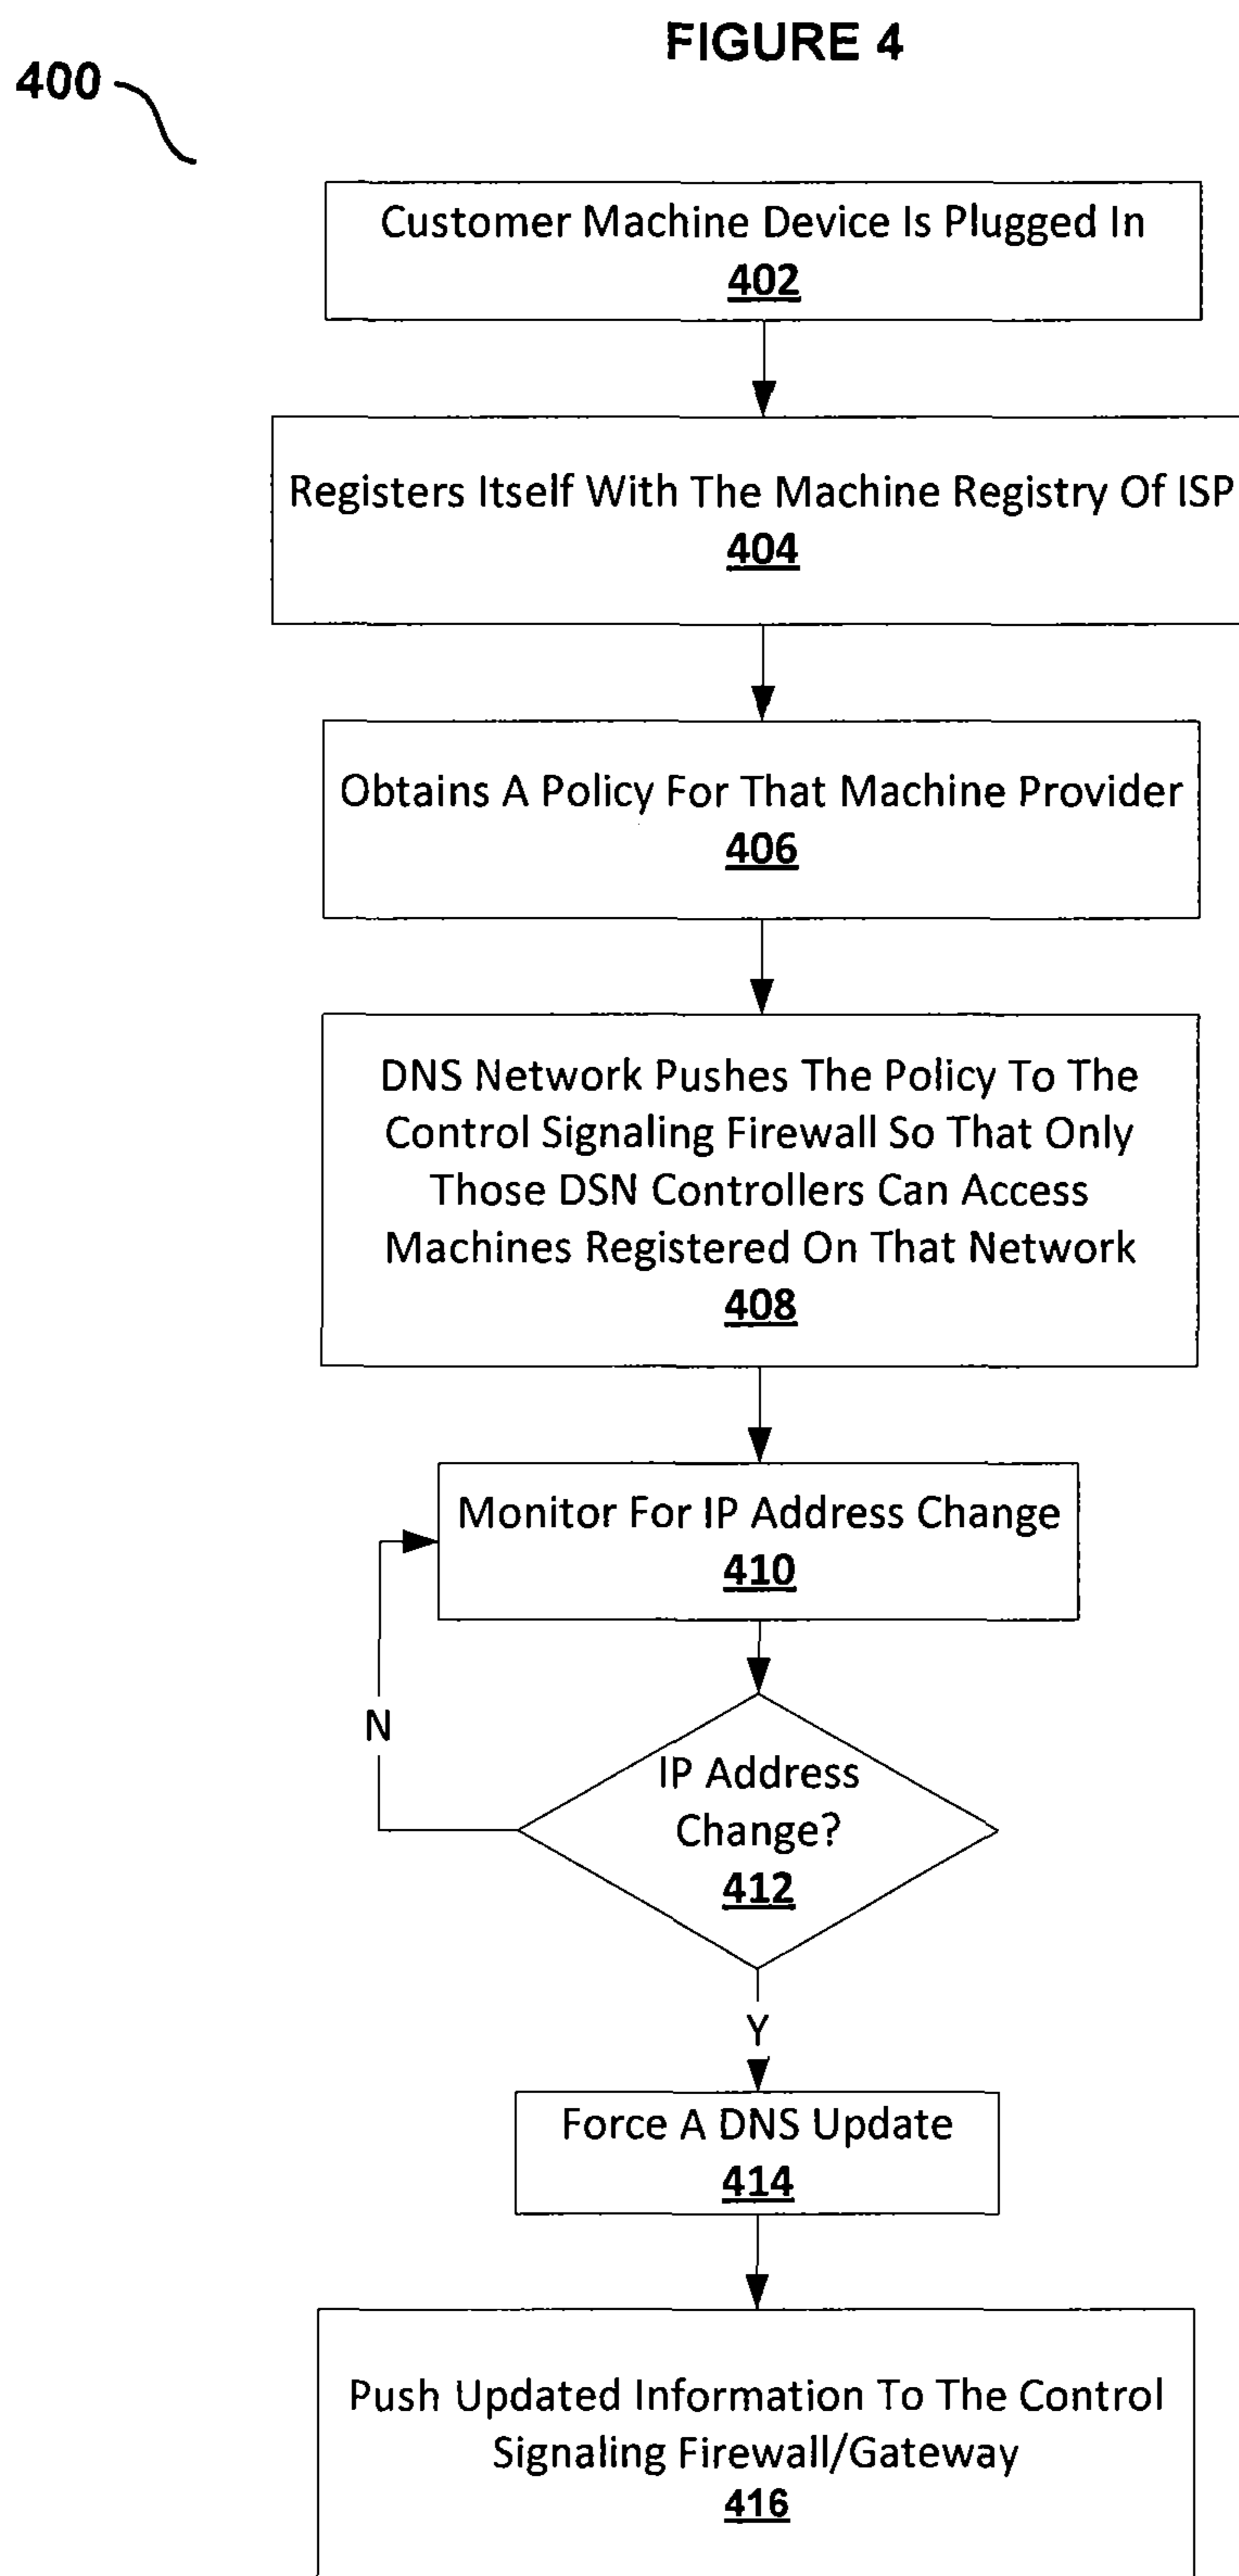 FIGURE 4
400
Customer Machine Device Is Plugged In
402
Registers Itself With The Machine Registry Of ISP
404
Obtains A Policy For That Machine Provider
406
DNS Network Pushes The Policy To The
Control Signaling Firewall So That Only
Those DSN Controllers Can Access
Machines Registered On That Network
408
Monitor For IP Address Change
410
N
IP Address
Change?
412
Y
Force A DNS Update
414
Push Updated Information To The Control
Signaling Firewall/Gateway
416